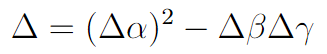 Δ = (Δα)² − ΔβΔγ